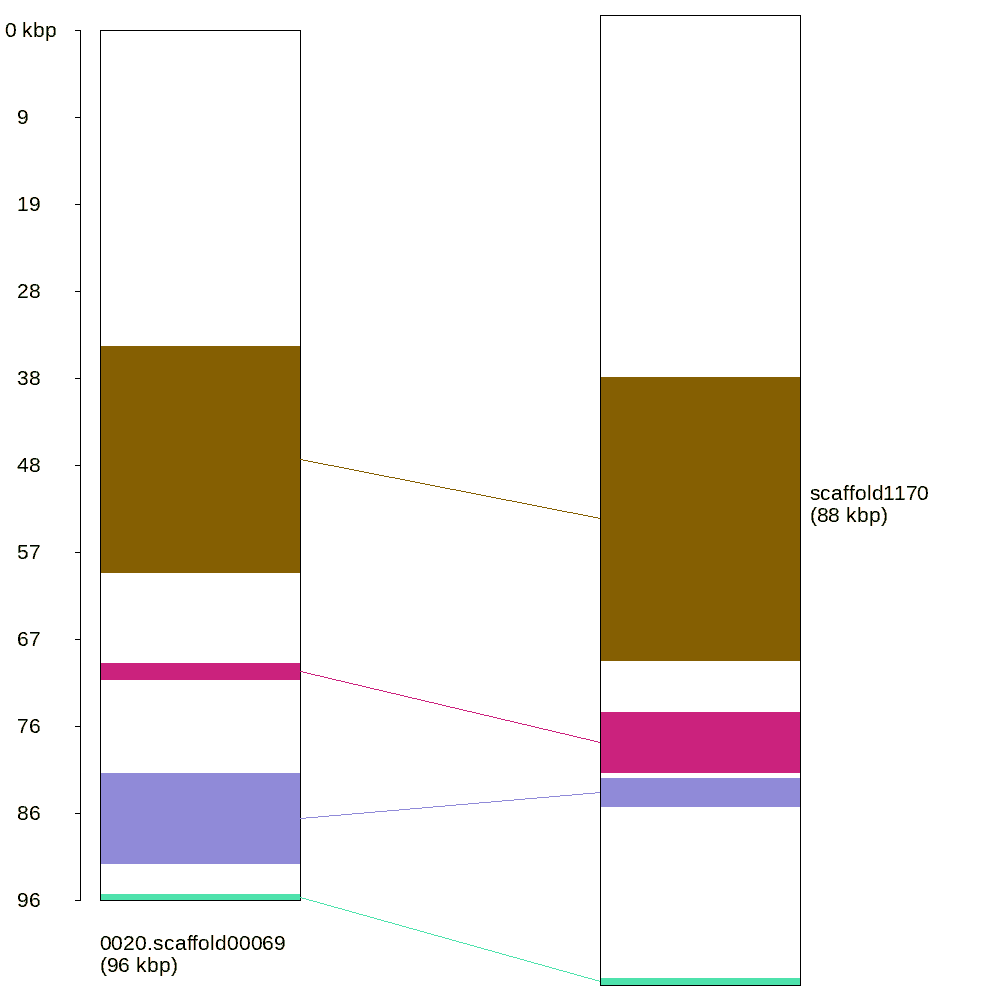 0 kbp
9
19
28
38
48
57
67
76
86
96
0020.scaffold00069
(96 kbp)
scaffold1170
(88 kbp)